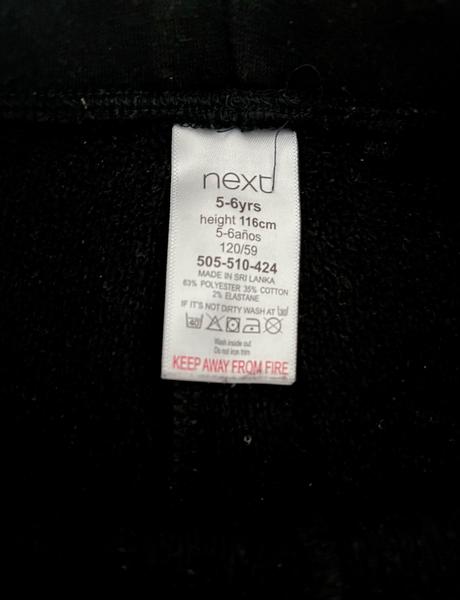 next
5-6yrs
height 116cm
5-6años
120/59
505-510-424
MADE IN SRI LANKA
63% POLYESTER 35% COTTON
2% ELASTANE
IF IT'S NOT DIRTY WASH AT
40
Wash inside out
Do not iron trim
KEEP AWAY FROM FIRE